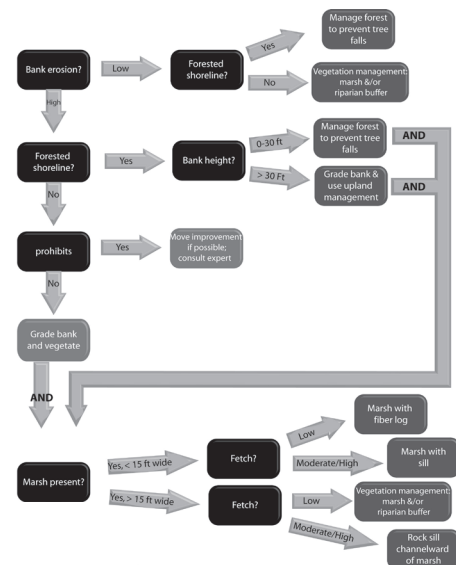 Manage forest
to prevent tree
falls
Yes
Bank erosion?
Low
Forested
shoreline?
No
Vegetation management:
marsh &/or
riparian buffer
High
Forested
shoreline?
Yes
Bank height?
0-30 ft
Manage forest
to prevent tree
falls
AND
> 30 Ft
Grade bank &
use upland
management
AND
No
prohibits
Yes
Move improvement
if possible;
consult expert
No
Grade bank
and vegetate
AND
Marsh present?
Yes, < 15 ft wide
Fetch?
Low
Marsh with
fiber log
Moderate/High
Marsh with
sill
Yes, > 15 ft wide
Fetch?
Low
Vegetation management:
marsh &/or
riparian buffer
Moderate/High
Rock sill
channelward
of marsh